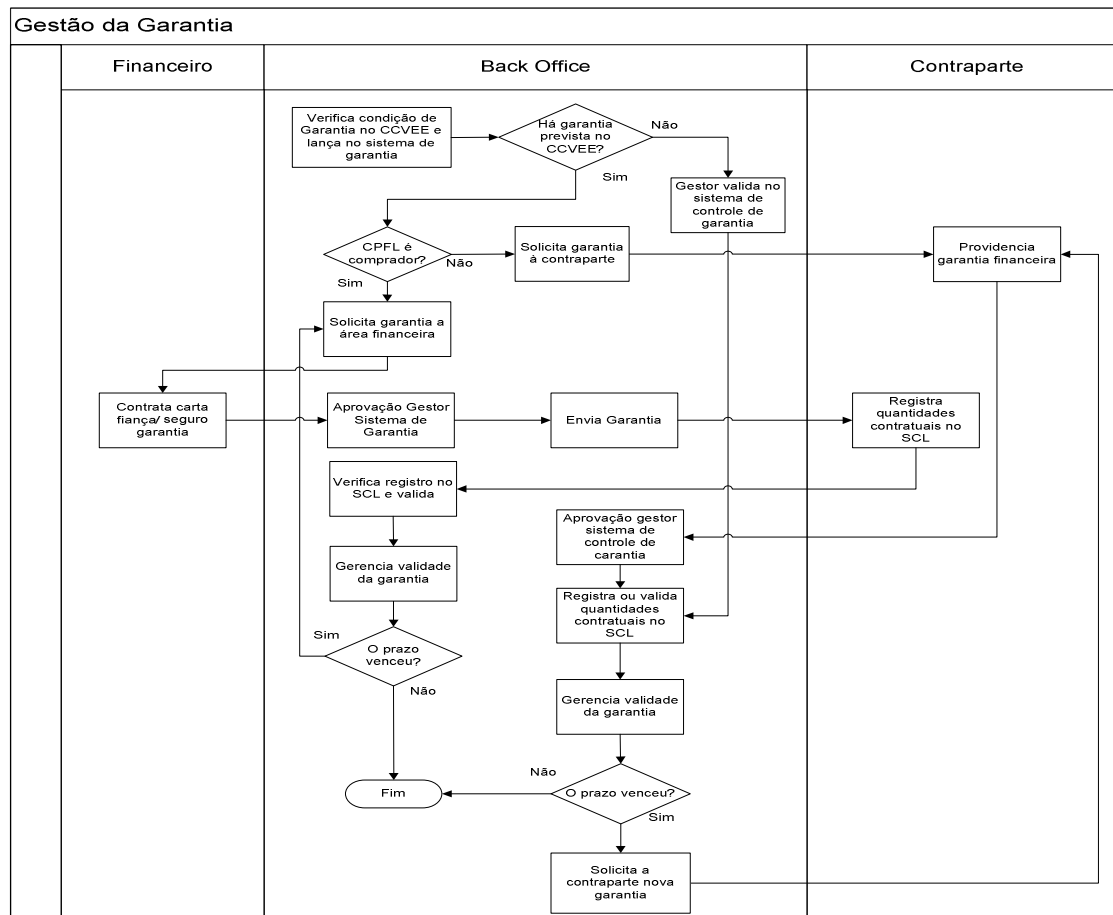 Gestão da Garantia
Financeiro
Back Office
Contraparte
Verifica condição de
Garantia no CCVEE e
lança no sistema de
garantia
Há garantia
prevista no
CCVEE?
Não
Sim
Gestor valida no
sistema de
controle de
garantia
CPFL é
comprador?
Não
Sim
Solicita garantia
à contraparte
Providencia
garantia financeira
Solicita garantia a
área financeira
Contrata carta
fiança/ seguro
garantia
Aprovação Gestor
Sistema de
Garantia
Envia Garantia
Registra
quantidades
contratuais no
SCL
Verifica registro no
SCL e valida
Aprovação gestor
sistema de
controle de
carantia
Gerencia validade
da garantia
Registra ou valida
quantidades
contratuais no
SCL
Sim
O prazo
venceu?
Não
Gerencia validade
da garantia
Não
Fim
O prazo venceu?
Sim
Solicita a
contraparte nova
garantia